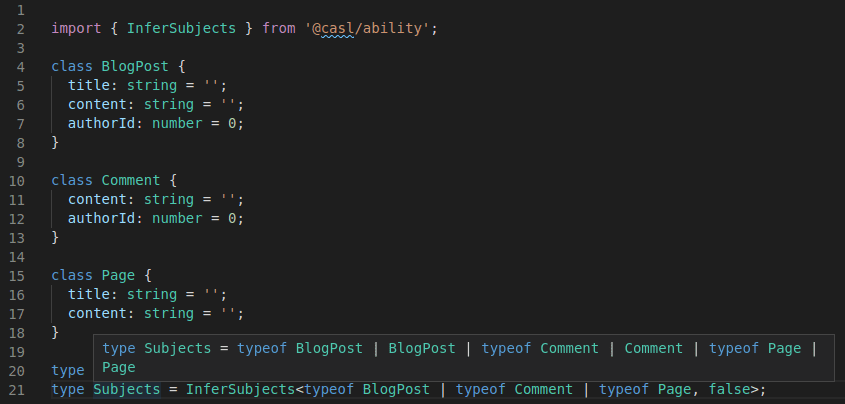 1
2 import { InferSubjects } from '@casl/ability';
3
4 class BlogPost {
5 title: string = '';
6 content: string = '';
7 authorId: number = 0;
8 }
9
10 class Comment {
11 content: string = '';
12 authorId: number = 0;
13 }
14
15 class Page {
16 title: string = '';
17 content: string = '';
18 }
type Subjects = typeof BlogPost | BlogPost | typeof Comment | Comment | typeof Page |
19
Page
20 type
21 type Subjects = InferSubjects<typeof BlogPost | typeof Comment | typeof Page, false>;